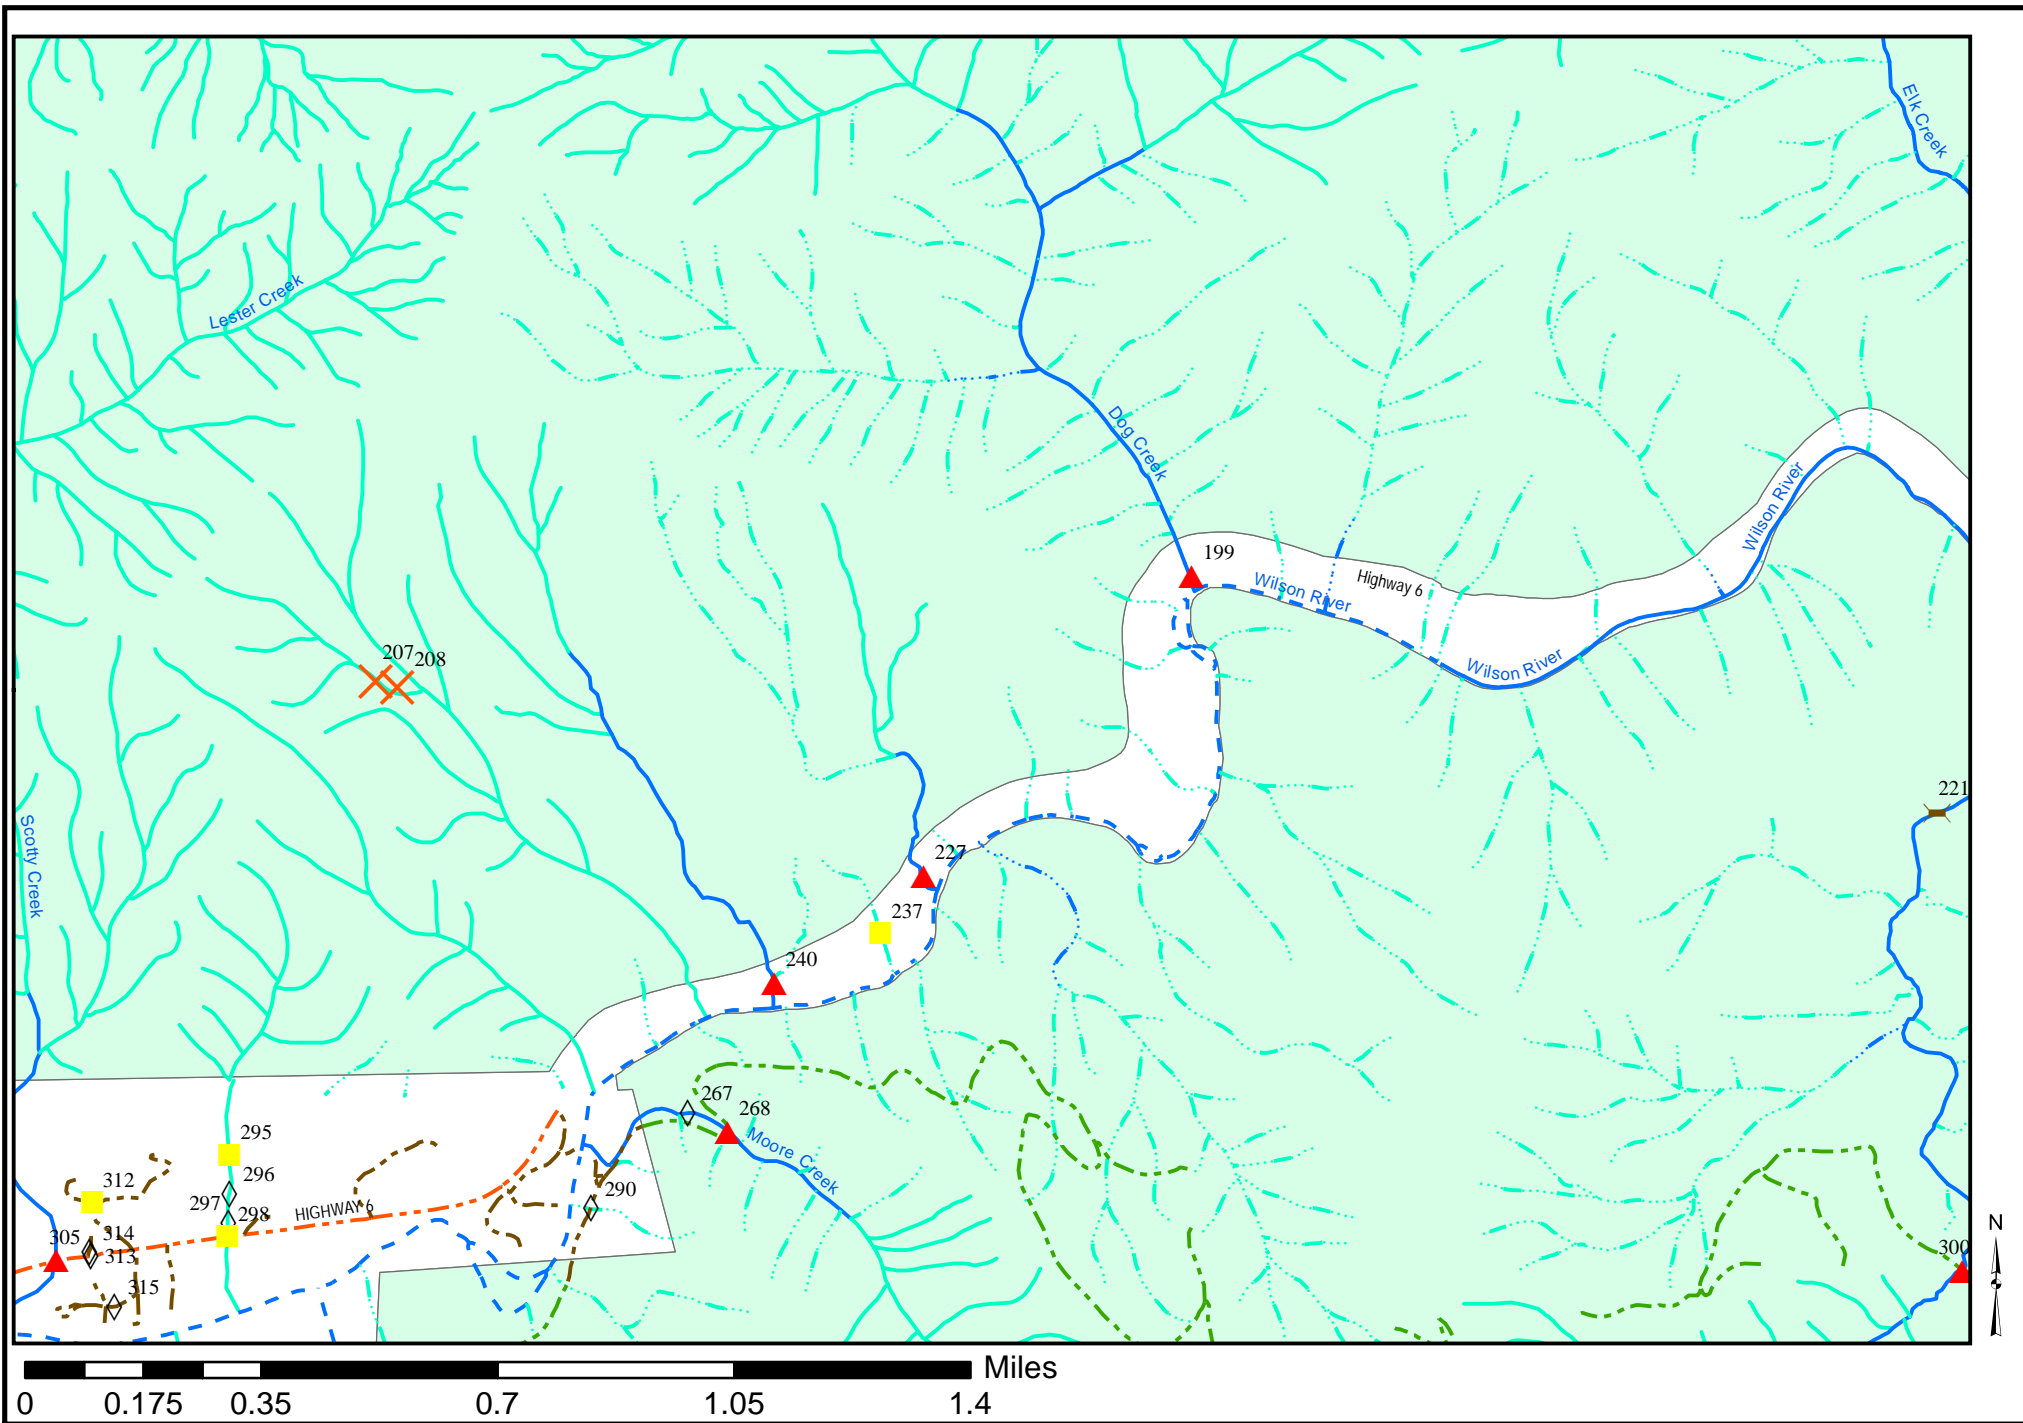 Elk Creek
Lester Creek
Dog Creek
Wilson River
199
Wilson River
Highway 6
Wilson River
207
208
221
Scotty Creek
227
237
240
267
268
Moore Creek
295
296
312
297
298
290
HIGHWAY 6
305
314
313
315
300
N
Miles
0
0.175
0.35
0.7
1.05
1.4